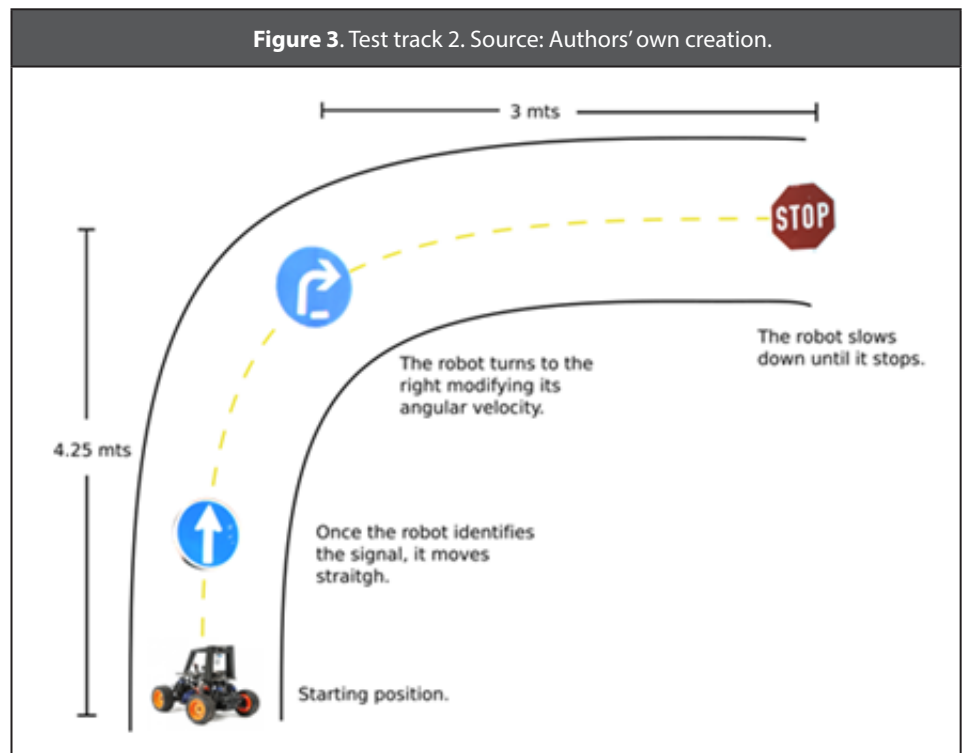 Figure 3. Test track 2. Source: Authors' own creation.
3 mts
STOP
The robot slows
down until it stops.
The robot turns to the
right modifying its
angular velocity.
4.25 mts
Once the robot identifies
the signal, it moves
straitgh.
Starting position.